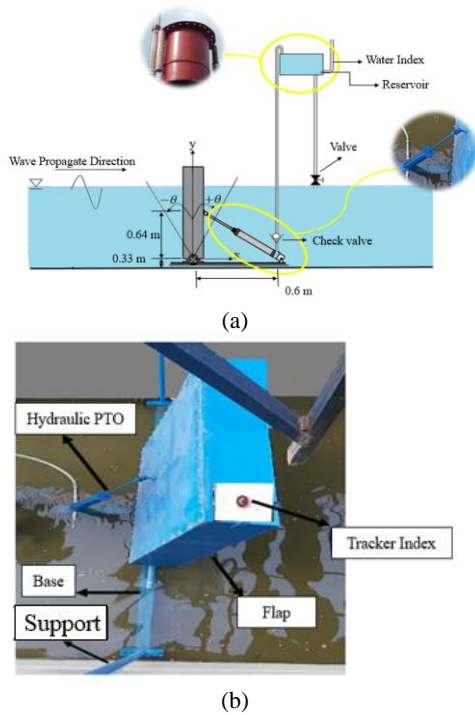 Water Index
Reservoir
y
Wave Propagate Direction
Valve
-θ
+θ
0.64 m
Check valve
0.33 m
x
0.6 m
(a)
Hydraulic PTO
Tracker Index
Base
Flap
Support
(b)